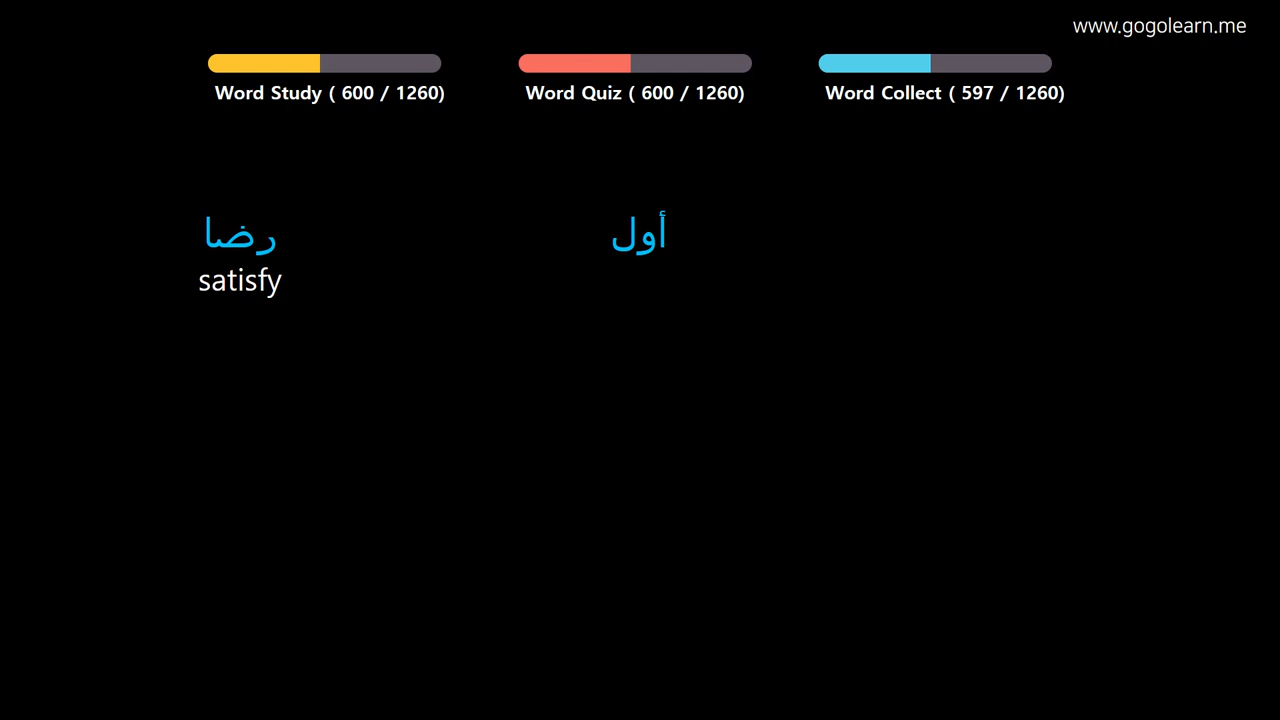 www.gogolearn.me
Word Study ( 600 / 1260)
Word Quiz ( 600 / 1260)
Word Collect ( 597 / 1260)
رضا
satisfy
أول